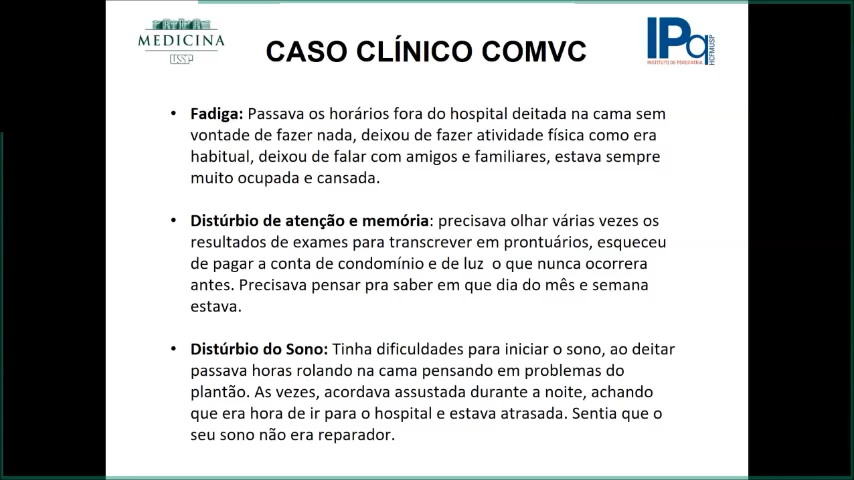 MEDICINA
USP
CASO CLÍNICO COMVC
IPq
INSTITUTO DE PSIQUIATRIA
HCFMUSP
• Fadiga: Passava os horários fora do hospital deitada na cama sem
vontade de fazer nada, deixou de fazer atividade física como era
habitual, deixou de falar com amigos e familiares, estava sempre
muito ocupada e cansada.
• Distúrbio de atenção e memória: precisava olhar várias vezes os
resultados de exames para transcrever em prontuários, esqueceu
de pagar a conta de condomínio e de luz o que nunca ocorrera
antes. Precisava pensar pra saber em que dia do mês e semana
estava.
• Distúrbio do Sono: Tinha dificuldades para iniciar o sono, ao deitar
passava horas rolando na cama pensando em problemas do
plantão. As vezes, acordava assustada durante a noite, achando
que era hora de ir para o hospital e estava atrasada. Sentia que o
seu sono não era reparador.